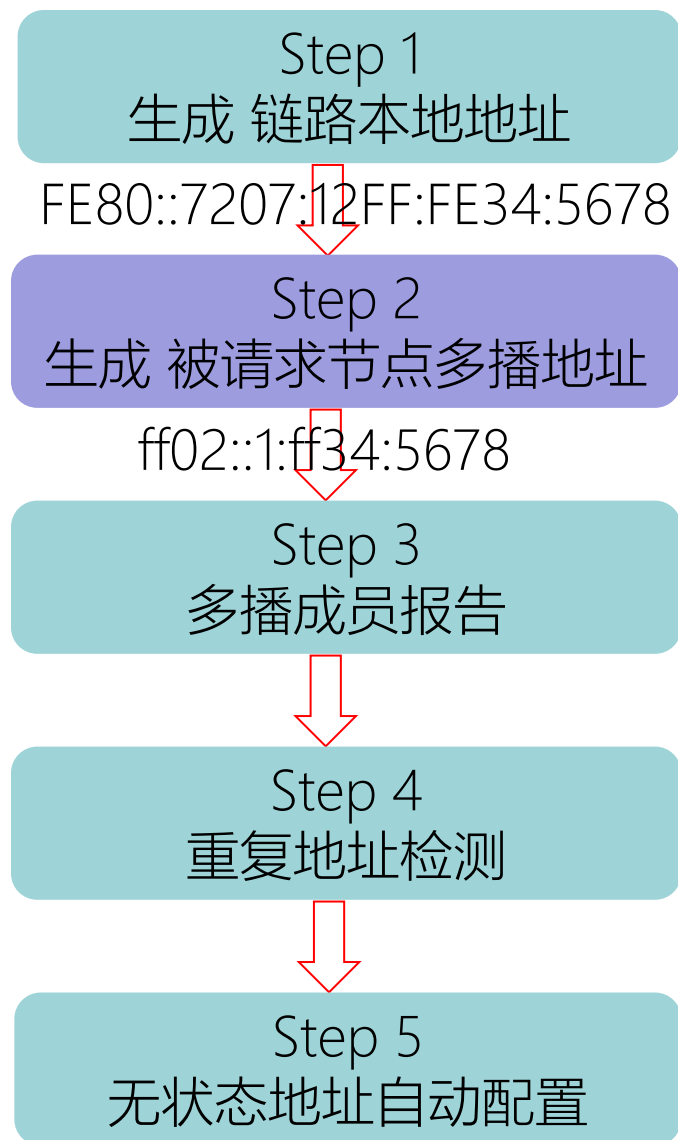 Step 1
生成 链路本地地址
FE80::7207:12FF:FE34:5678
Step 2
生成 被请求节点多播地址
ff02::1:ff34:5678
Step 3
多播成员报告
Step 4
重复地址检测
Step 5
无状态地址自动配置